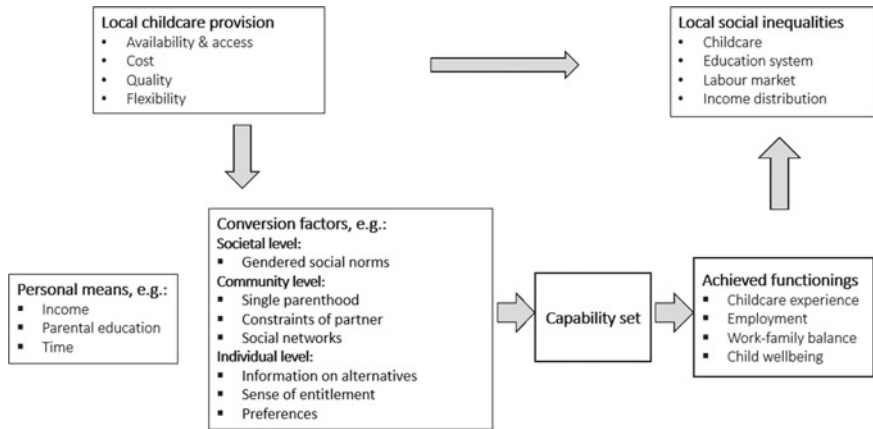 Local childcare provision
• Availability & access
• Cost
• Quality
• Flexibility
Local social inequalities
• Childcare
• Education system
• Labour market
• Income distribution
Personal means, e.g.:
▪ Income
▪ Parental education
▪ Time
Conversion factors, e.g.:
Societal level:
▪ Gendered social norms
Community level:
▪ Single parenthood
▪ Constraints of partner
▪ Social networks
Individual level:
▪ Information on alternatives
▪ Sense of entitlement
▪ Preferences
Capability set
Achieved functionings
▪ Childcare experience
▪ Employment
▪ Work-family balance
▪ Child wellbeing